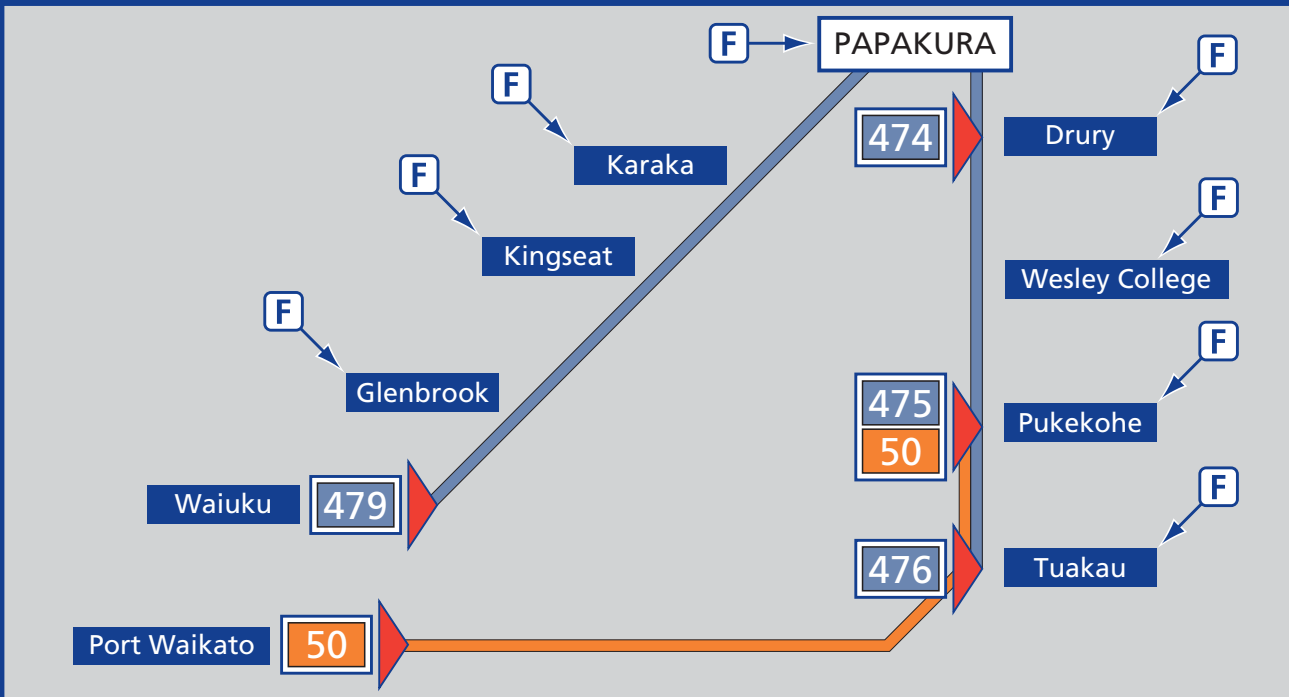 F
PAPAKURA
F
F
474
Drury
Karaka
F
F
Kingseat
Wesley College
F
F
Glenbrook
475
Pukekohe
50
Waiuku
479
F
476
Tuakau
Port Waikato
50